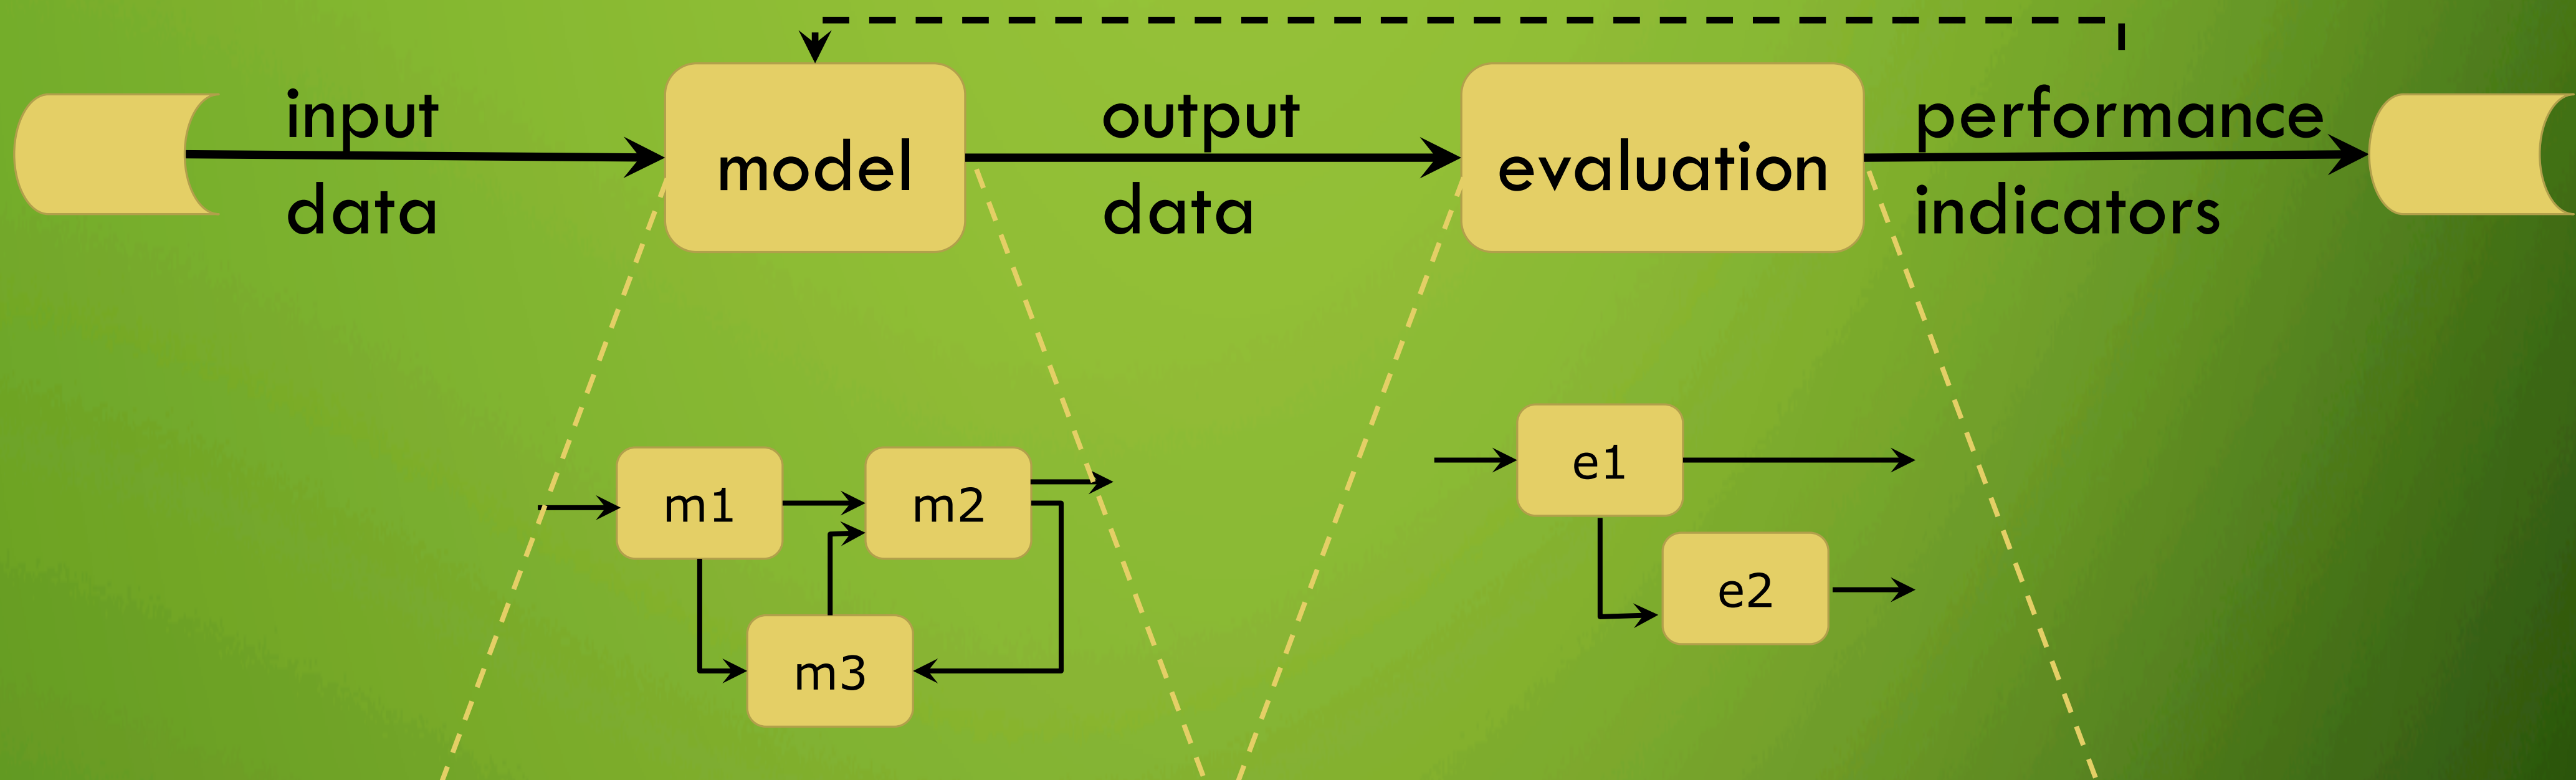 input
data
model
output
data
evaluation
performance
indicators
m1
m2
m3
e1
e2